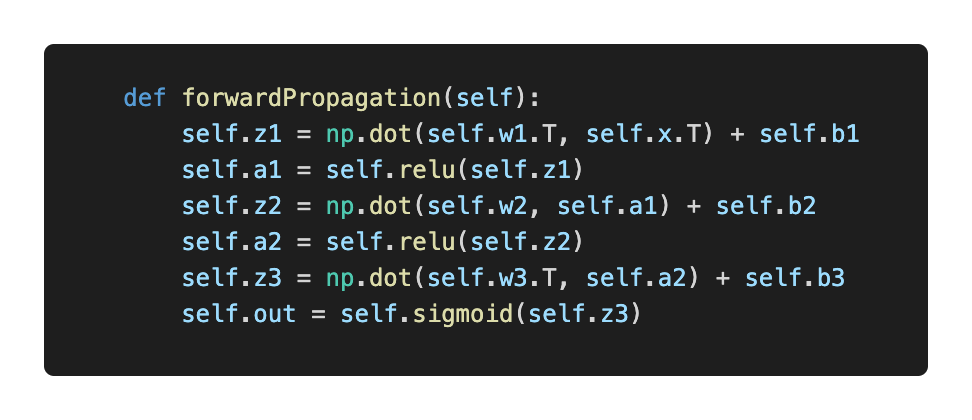 def forwardPropagation(self):
    self.z1 = np.dot(self.w1.T, self.x.T) + self.b1
    self.a1 = self.relu(self.z1)
    self.z2 = np.dot(self.w2, self.a1) + self.b2
    self.a2 = self.relu(self.z2)
    self.z3 = np.dot(self.w3.T, self.a2) + self.b3
    self.out = self.sigmoid(self.z3)